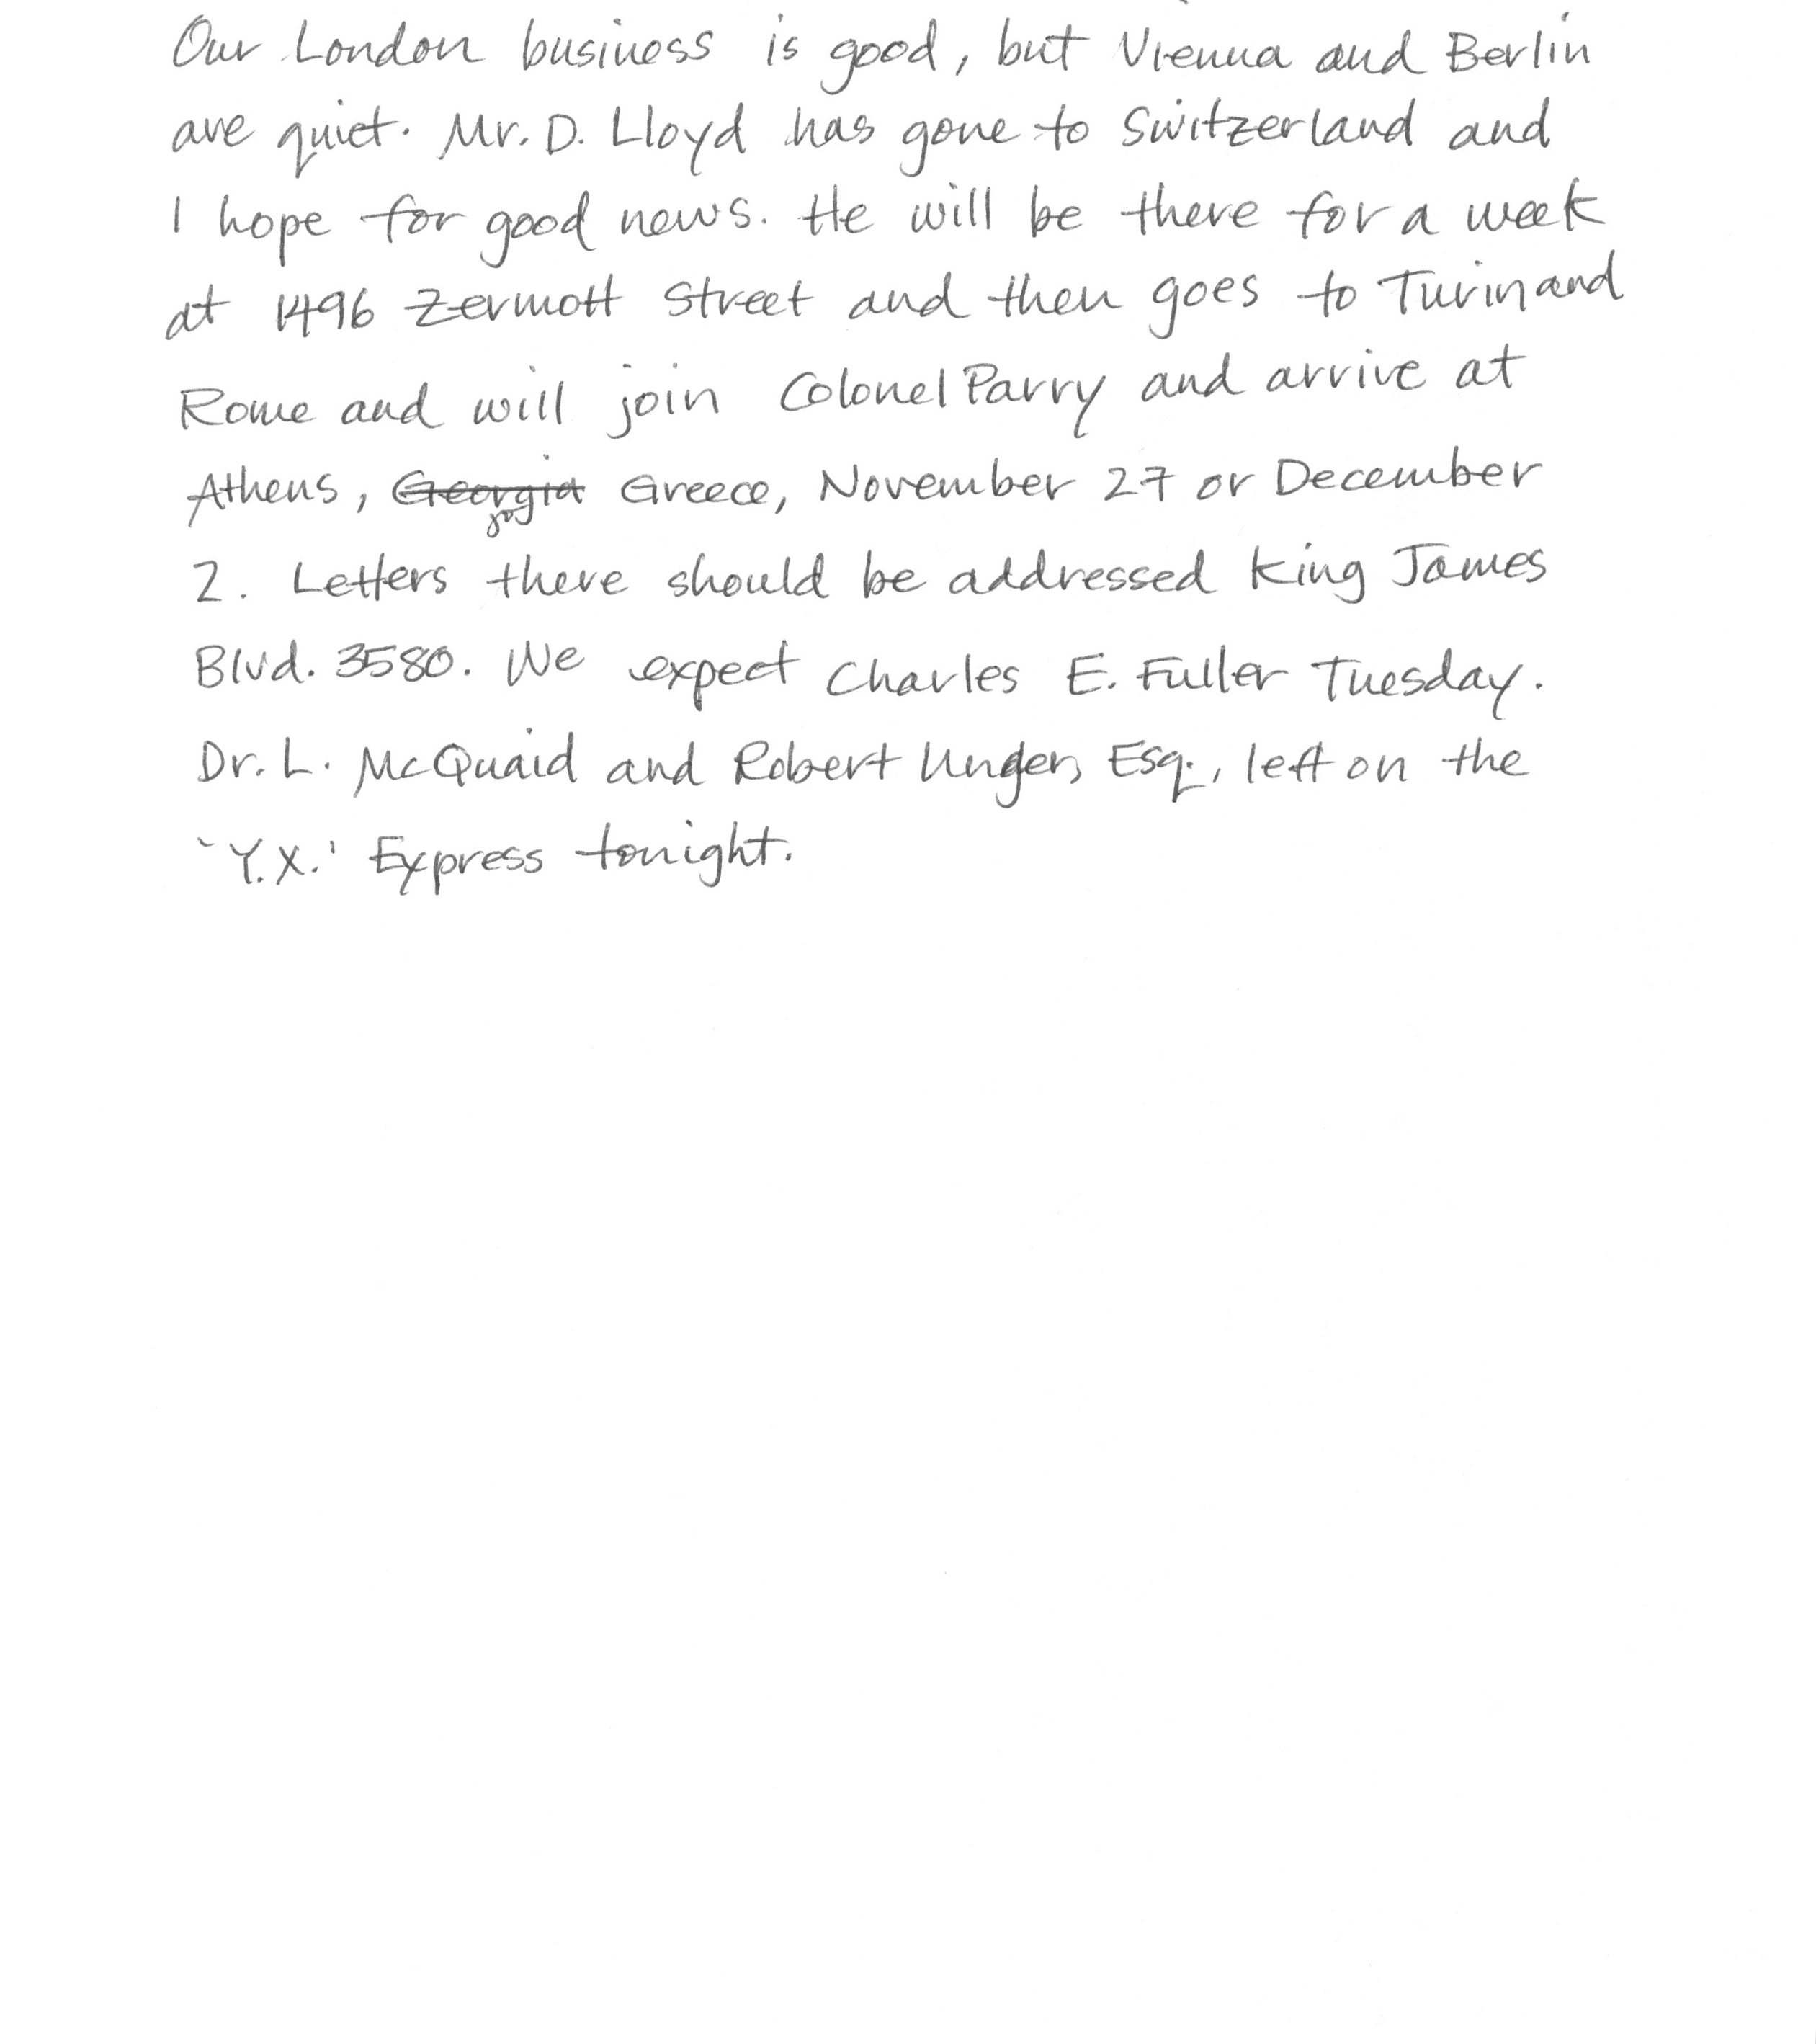 Our London business is good, but Vienna and Berlin
are quiet. Mr. D. Lloyd has gone to Switzerland and
I hope for good news. He will be there for a week
at 1496 Zermott Street and then goes to Turin and
Rome and will join Colonel Parry and arrive at
Athens, Georgia Greece, November 27 or December
2. Letters there should be addressed King James
Blvd. 3580. We expect Charles E. Fuller Tuesday.
Dr. L. McQuaid and Robert Unger, Esq., left on the
'Y.X.' Express tonight.